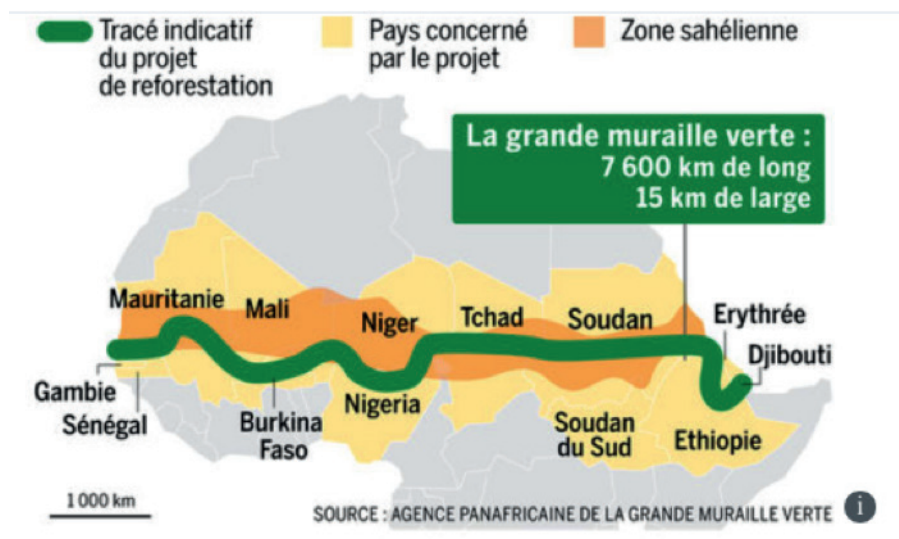 Tracé indicatif
du projet
de reforestation
Pays concerné
par le projet
Zone sahélienne
La grande muraille verte :
7 600 km de long
15 km de large
Mauritanie
Mali
Niger
Tchad
Soudan
Erythrée
Djibouti
Gambie
Sénégal
Burkina
Faso
Nigeria
Soudan
du Sud
Ethiopie
1 000 km
SOURCE : AGENCE PANAFRICAINE DE LA GRANDE MURAILLE VERTE
i